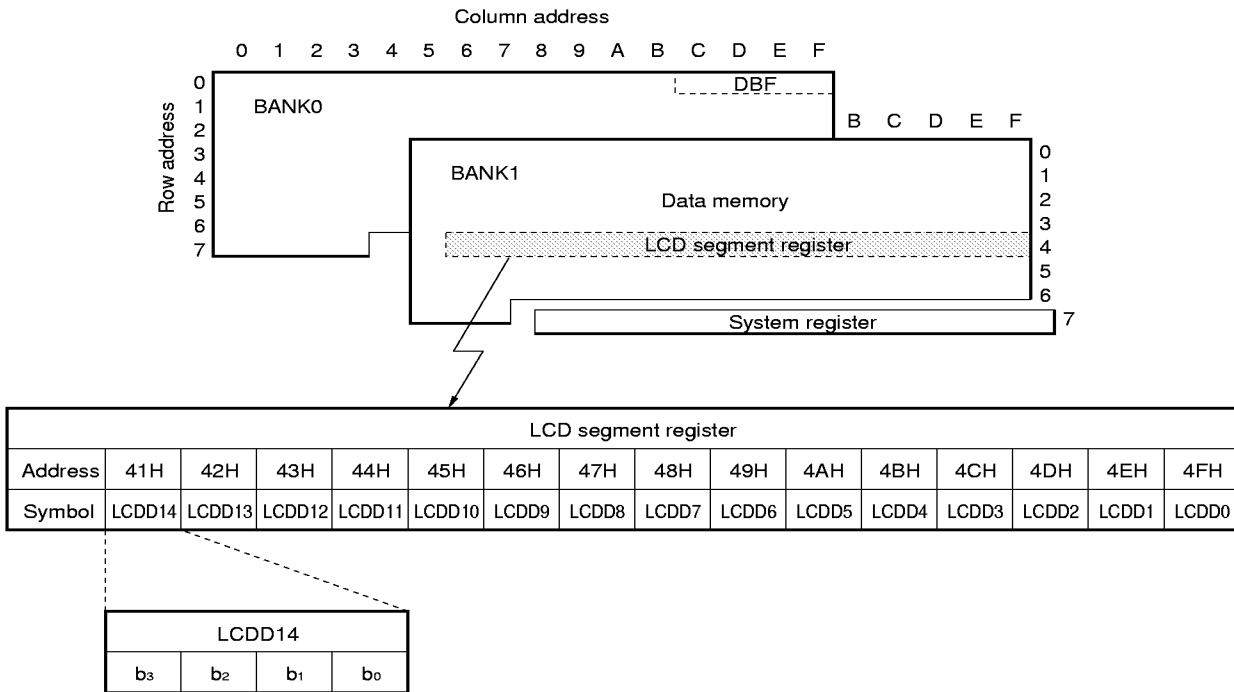 Column address
0 1 2 3 4 5 6 7 8 9 A B C D E F
Row address
0
1
2
3
4
5
6
7
DBF
BANK0
B C D E F
BANK1
Data memory
LCD segment register
0
1
2
3
4
5
6
System register
7
LCD segment register
Address 41H 42H 43H 44H 45H 46H 47H 48H 49H 4AH 4BH 4CH 4DH 4EH 4FH
Symbol LCDD14 LCDD13 LCDD12 LCDD11 LCDD10 LCDD9 LCDD8 LCDD7 LCDD6 LCDD5 LCDD4 LCDD3 LCDD2 LCDD1 LCDD0
LCDD14
b₃ b₂ b₁ b₀